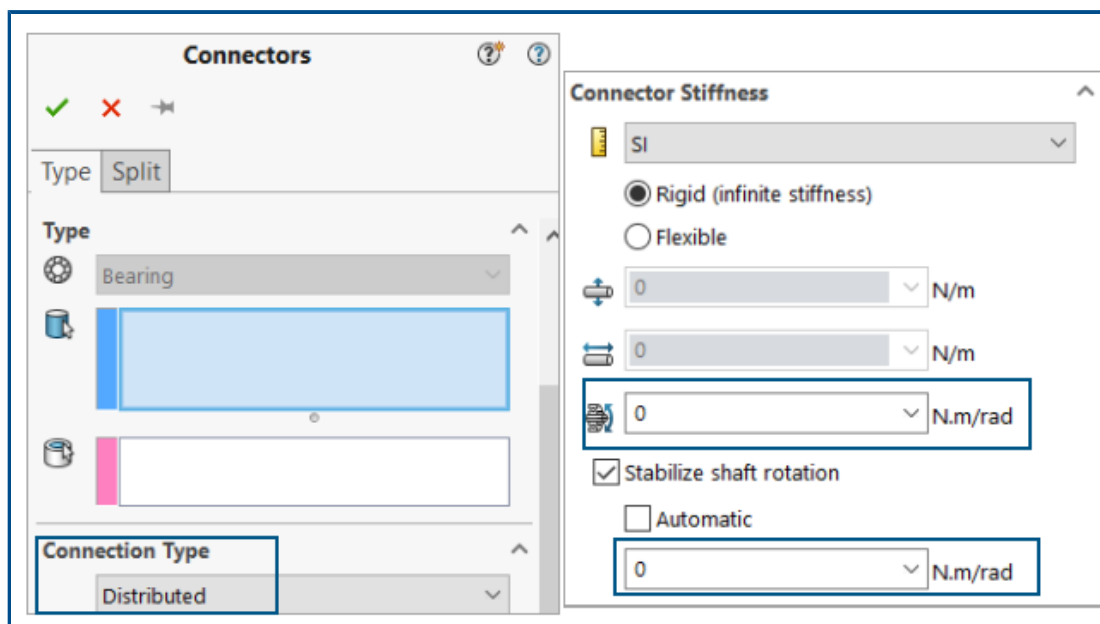 Connectors
Type Split
Type
Bearing
Connection Type
Distributed
Connector Stiffness
SI
Rigid (infinite stiffness)
Flexible
0 N/m
0 N/m
0 N.m/rad
Stabilize shaft rotation
Automatic
0 N.m/rad